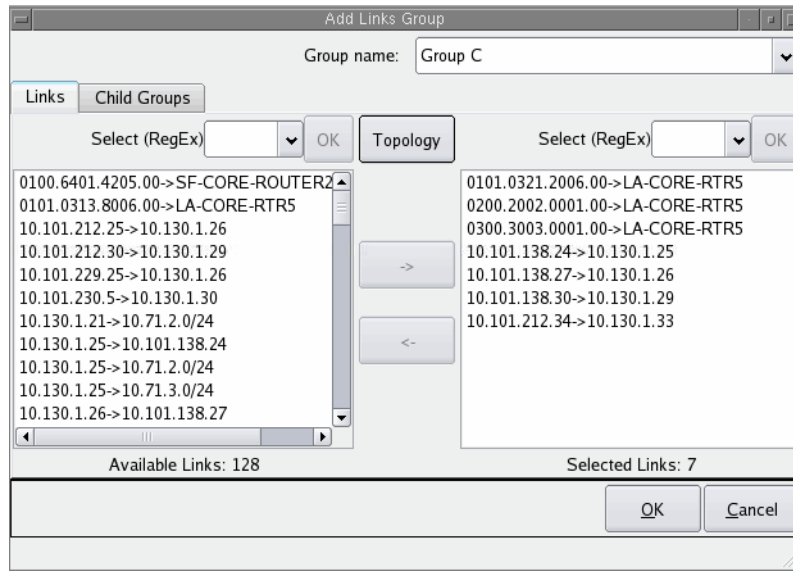 Add Links Group
Group name: Group C
Links Child Groups
Select (RegEx) OK Topology Select (RegEx) OK
0100.6401.4205.00->SF-CORE-ROUTER2
0101.0313.8006.00->LA-CORE-RTR5
10.101.212.25->10.130.1.26
10.101.212.30->10.130.1.29
10.101.229.25->10.130.1.26
10.101.230.5->10.130.1.30
10.130.1.21->10.71.2.0/24
10.130.1.25->10.101.138.24
10.130.1.25->10.71.2.0/24
10.130.1.25->10.71.3.0/24
10.130.1.26->10.101.138.27
Available Links: 128
->
<-
0101.0321.2006.00->LA-CORE-RTR5
0200.2002.0001.00->LA-CORE-RTR5
0300.3003.0001.00->LA-CORE-RTR5
10.101.138.24->10.130.1.25
10.101.138.27->10.130.1.26
10.101.138.30->10.130.1.29
10.101.212.34->10.130.1.33
Selected Links: 7
OK Cancel